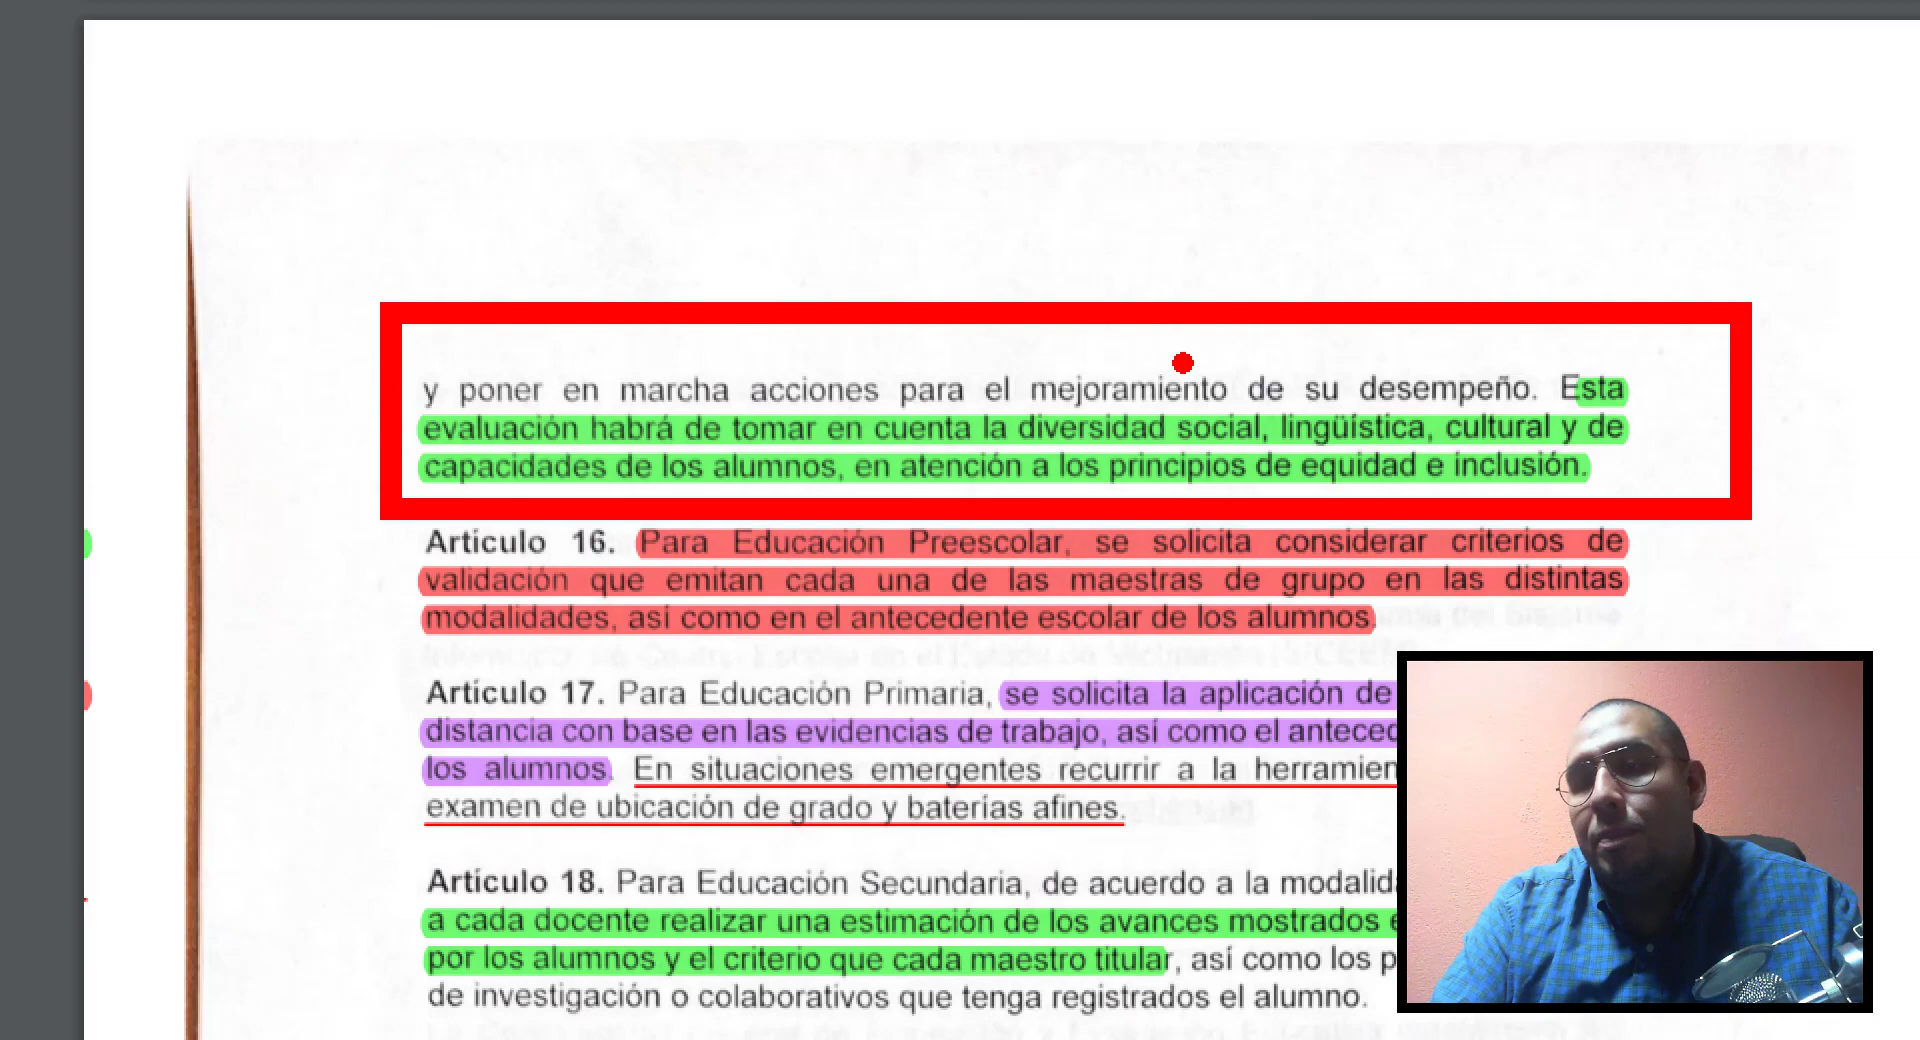 y poner en marcha acciones para el mejoramiento de su desempeño. Esta
evaluación habrá de tomar en cuenta la diversidad social, lingüística, cultural y de
capacidades de los alumnos, en atención a los principios de equidad e inclusión.
Artículo 16. Para Educación Preescolar, se solicita considerar criterios de
validación que emitan cada una de las maestras de grupo en las distintas
modalidades, así como en el antecedente escolar de los alumnos.
Artículo 17. Para Educación Primaria, se solicita la aplicación de
distancia con base en las evidencias de trabajo, así como el
los alumnos. En situaciones emergentes recurrir a la
examen de ubicación de grado y baterías afines.
Artículo 18. Para Educación Secundaria, de acuerdo a la
a cada docente realizar una estimación de los avances mostrados
por los alumnos y el criterio que cada maestro titular, así como los
de investigación o colaborativos que tenga registrados el alumno.